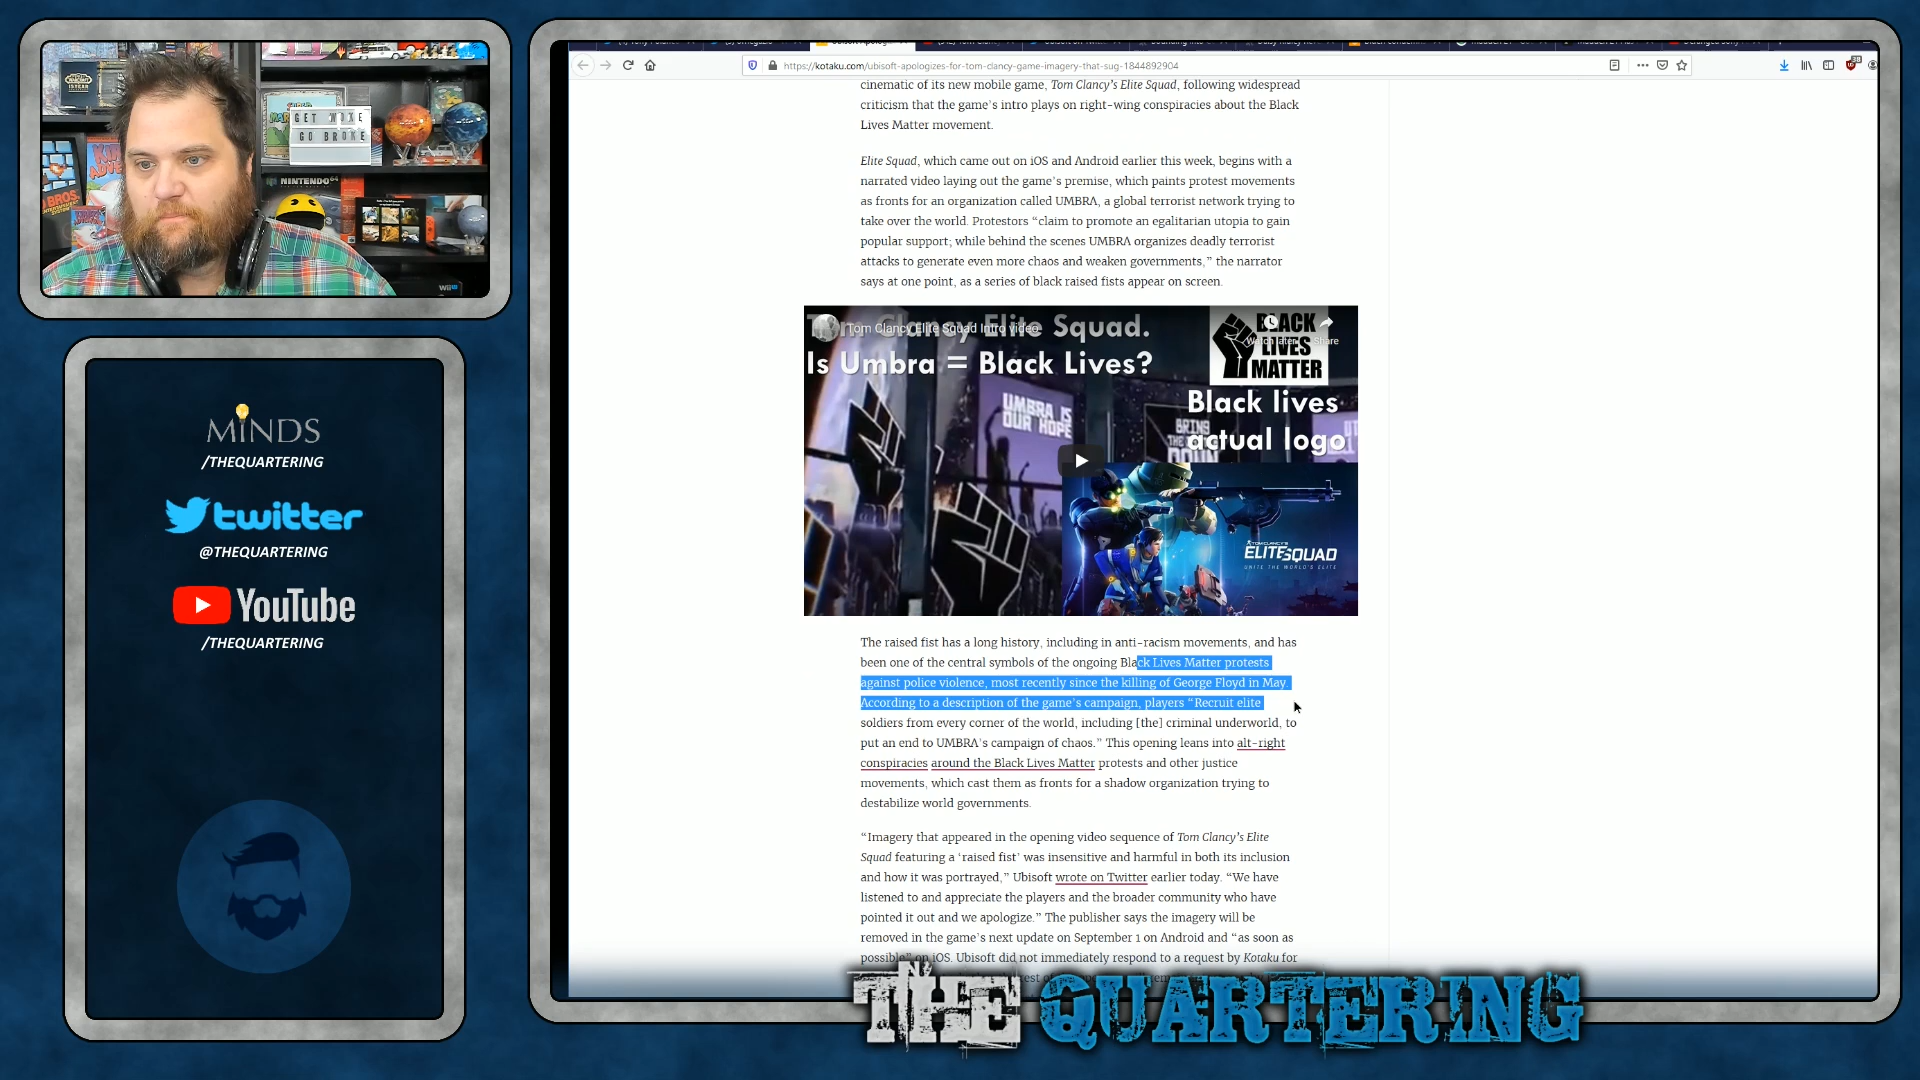 GET WOKE
GO BROKE
NINTENDO 64
BROS.
WiiU
MINDS
/THEQUARTERING
twitter
@THEQUARTERING
YouTube
/THEQUARTERING
https://kotaku.com/ubisoft-apologizes-for-tom-clancy-game-imagery-that-sug-1844892904
cinematic of its new mobile game, Tom Clancy's Elite Squad, following widespread
criticism that the game's intro plays on right-wing conspiracies about the Black
Lives Matter movement.
Elite Squad, which came out on iOS and Android earlier this week, begins with a
narrated video laying out the game's premise, which paints protest movements
as fronts for an organization called UMBRA, a global terrorist network trying to
take over the world. Protestors “claim to promote an egalitarian utopia to gain
popular support; while behind the scenes UMBRA organizes deadly terrorist
attacks to generate even more chaos and weaken governments,” the narrator
says at one point, as a series of black raised fists appear on screen.
Tom Clancy Elite Squad Intro video
Tom Clancy Elite Squad.
Is Umbra = Black Lives?
BLACK
LIVES
MATTER
Watch later
Share
Black lives
actual logo
UMBRA IS
OUR HOPE
BRING
DOWN
TOM CLANCY'S
ELITE SQUAD
UNITE THE WORLD'S ELITE
The raised fist has a long history, including in anti-racism movements, and has
been one of the central symbols of the ongoing Black Lives Matter protests
against police violence, most recently since the killing of George Floyd in May.
According to a description of the game's campaign, players “Recruit elite
soldiers from every corner of the world, including [the] criminal underworld, to
put an end to UMBRA's campaign of chaos.” This opening leans into alt-right
conspiracies around the Black Lives Matter protests and other justice
movements, which cast them as fronts for a shadow organization trying to
destabilize world governments.
“Imagery that appeared in the opening video sequence of Tom Clancy's Elite
Squad featuring a ‘raised fist’ was insensitive and harmful in both its inclusion
and how it was portrayed,” Ubisoft wrote on Twitter earlier today. “We have
listened to and appreciate the players and the broader community who have
pointed it out and we apologize.” The publisher says the imagery will be
removed in the game's next update on September 1 on Android and “as soon as
possible” on iOS. Ubisoft did not immediately respond to a request by Kotaku for
THE QUARTERING